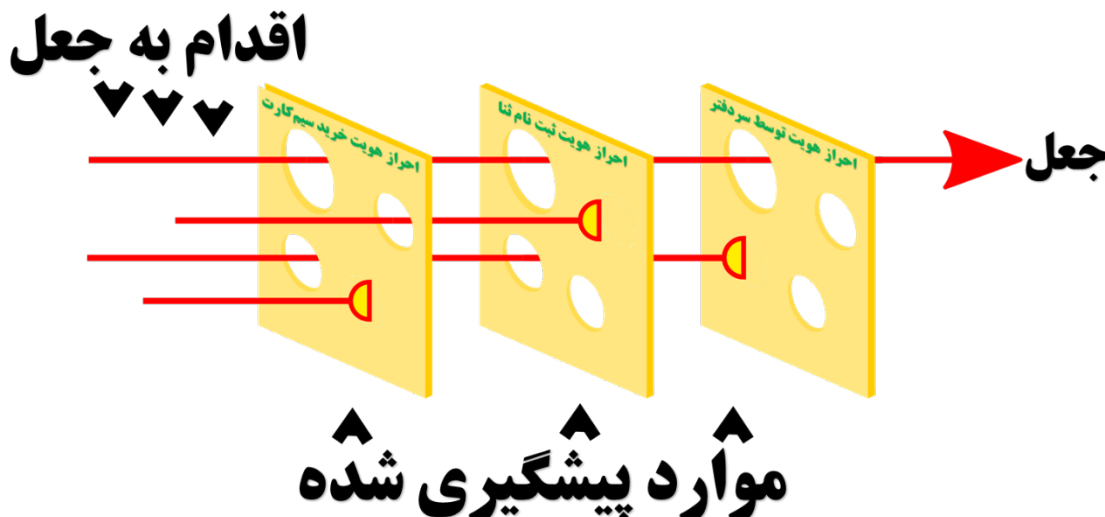 اقدام به جعل
احراز هویت خرید سیم‌کارت
احراز هویت ثبت نام ثنا
احراز هویت توسط سردفتر
جعل
موارد پیشگیری شده